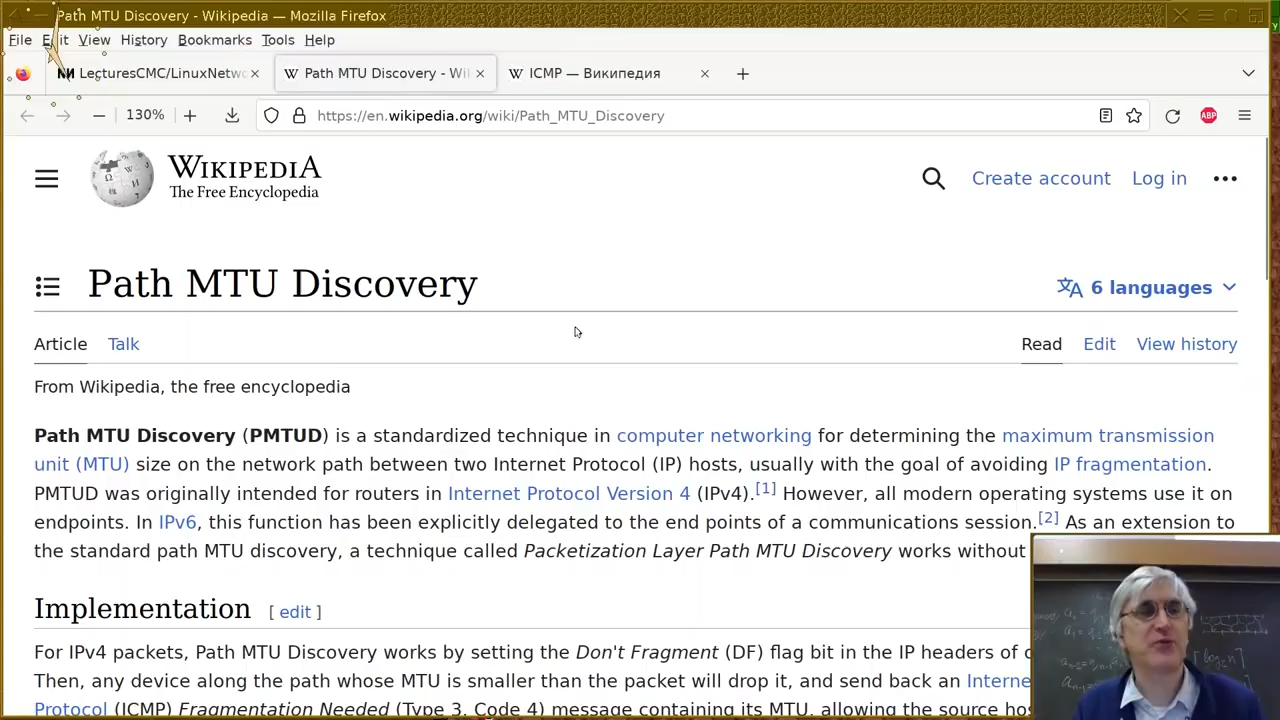 Path MTU Discovery - Wikipedia — Mozilla Firefox
File Edit View History Bookmarks Tools Help
LecturesCMC/LinuxNetw
Path MTU Discovery - Wi
ICMP — Википедия
130%
https://en.wikipedia.org/wiki/Path_MTU_Discovery
ABP
WIKIPEDIA
The Free Encyclopedia
Create account Log in
Path MTU Discovery
6 languages
Article Talk Read Edit View history
From Wikipedia, the free encyclopedia
Path MTU Discovery (PMTUD) is a standardized technique in computer networking for determining the maximum transmission
unit (MTU) size on the network path between two Internet Protocol (IP) hosts, usually with the goal of avoiding IP fragmentation.
PMTUD was originally intended for routers in Internet Protocol Version 4 (IPv4).[1] However, all modern operating systems use it on
endpoints. In IPv6, this function has been explicitly delegated to the end points of a communications session.[2] As an extension to
the standard path MTU discovery, a technique called Packetization Layer Path MTU Discovery works without
Implementation [ edit ]
For IPv4 packets, Path MTU Discovery works by setting the Don't Fragment (DF) flag bit in the IP headers of
Then, any device along the path whose MTU is smaller than the packet will drop it, and send back an Interne
Protocol (ICMP) Fragmentation Needed (Type 3, Code 4) message containing its MTU, allowing the source hos